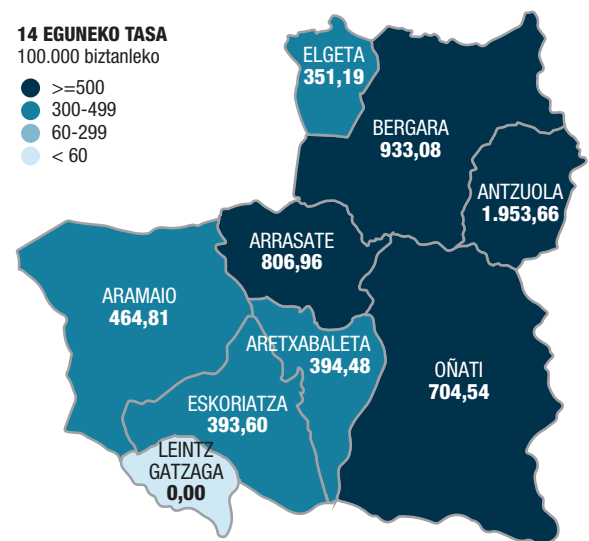 14 EGUNEKO TASA
100.000 biztanleko
>=500
300-499
60-299
< 60
ELGETA
351,19
BERGARA
933,08
ANTZUOLA
1.953,66
ARRASATE
806,96
ARAMAIO
464,81
ARETXABALETA
394,48
OÑATI
704,54
ESKORIATZA
393,60
LEINTZ
GATZAGA
0,00